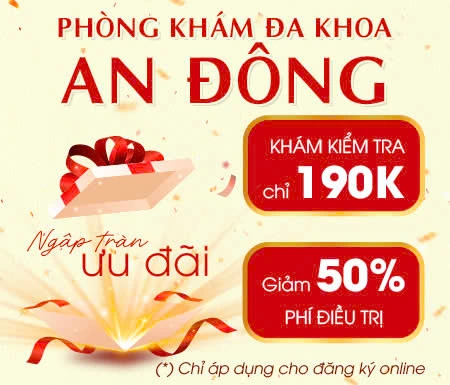 PHÒNG KHÁM ĐA KHOA
AN ĐÔNG
KHÁM KIỂM TRA
chỉ 190K
Ngập tràn
ưu đãi
Giảm 50%
PHÍ ĐIỀU TRỊ
(*) Chỉ áp dụng cho đăng ký online